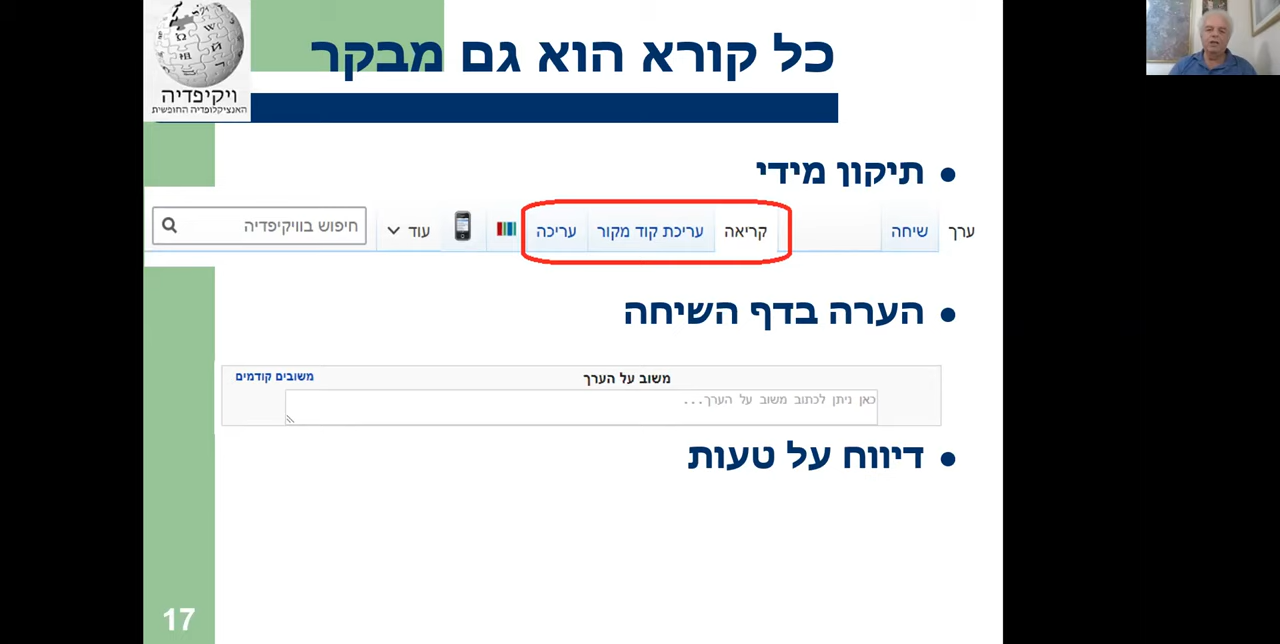 כל קורא הוא גם מבקר
ויקיפדיה
האנציקלופדיה החופשית
תיקון מידי
ערך שיחה קריאה עריכת קוד מקור עריכה עוד חיפוש בוויקיפדיה
הערה בדף השיחה
משוב על הערך משובים קודמים
כאן ניתן לכתוב משוב על הערך...
דיווח על טעות
17